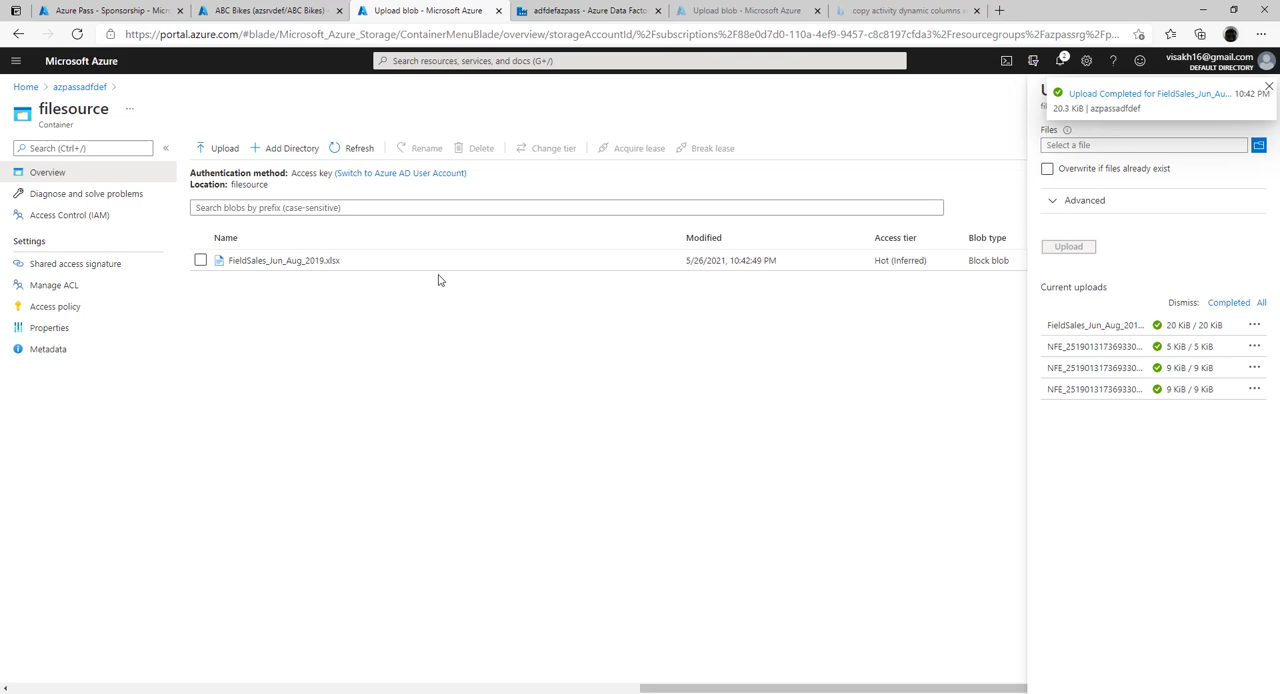 Azure Pass - Sponsorship - Micr
ABC Bikes (azsrvdef/ABC Bikes) -
Upload blob - Microsoft Azure
adfdefazpass - Azure Data Facto
Upload blob - Microsoft Azure
copy activity dynamic columns
https://portal.azure.com/#blade/Microsoft_Azure_Storage/ContainerMenuBlade/overview/storageAccountId/%2Fsubscriptions%2F88e0d7d0-110a-4ef9-9457-c8c8197cfda3%2Fresourcegroups%2Fazpassrg%2Fp...
Microsoft Azure
Search resources, services, and docs (G+/)
2
visakh16@gmail.com
DEFAULT DIRECTORY
Home > azpassadfdef >
filesource
Container
Search (Ctrl+/)
Overview
Diagnose and solve problems
Access Control (IAM)
Settings
Shared access signature
Manage ACL
Access policy
Properties
Metadata
Upload
Add Directory
Refresh
Rename
Delete
Change tier
Acquire lease
Break lease
Authentication method: Access key (Switch to Azure AD User Account)
Location: filesource
Search blobs by prefix (case-sensitive)
Name Modified Access tier Blob type
FieldSales_Jun_Aug_2019.xlsx 5/26/2021, 10:42:49 PM Hot (Inferred) Block blob
Upload Completed for FieldSales_Jun_Au... 10:42 PM
20.3 KiB | azpassadfdef
Files
Select a file
Overwrite if files already exist
Advanced
Upload
Current uploads
Dismiss: Completed All
FieldSales_Jun_Aug_201... 20 KiB / 20 KiB
NFE_251901317369330... 5 KiB / 5 KiB
NFE_251901317369330... 9 KiB / 9 KiB
NFE_251901317369330... 9 KiB / 9 KiB